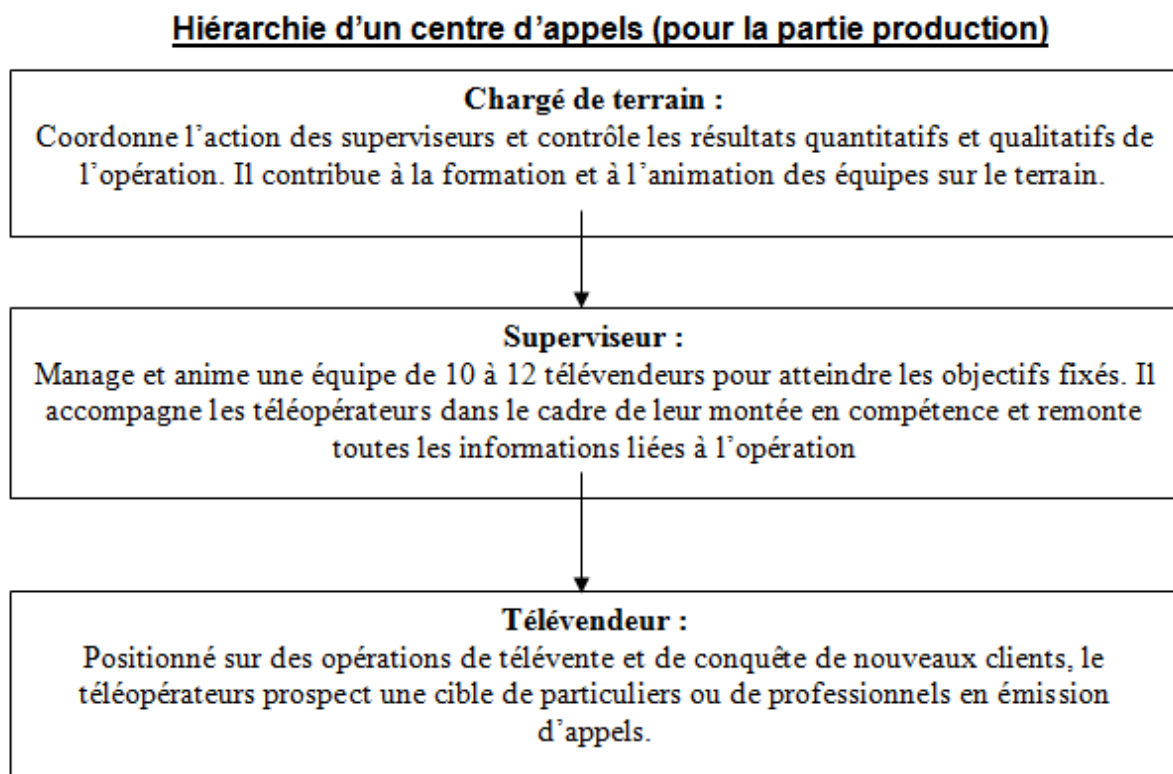 Hiérarchie d'un centre d'appels (pour la partie production)
Chargé de terrain :
Coordonne l'action des superviseurs et contrôle les résultats quantitatifs et qualitatifs de
l'opération. Il contribue à la formation et à l'animation des équipes sur le terrain.
Superviseur :
Manage et anime une équipe de 10 à 12 télévendeurs pour atteindre les objectifs fixés. Il
accompagne les téléopérateurs dans le cadre de leur montée en compétence et remonte
toutes les informations liées à l'opération
Télévendeur :
Positionné sur des opérations de télévente et de conquête de nouveaux clients, le
téléopérateurs prospect une cible de particuliers ou de professionnels en émission
d'appels.